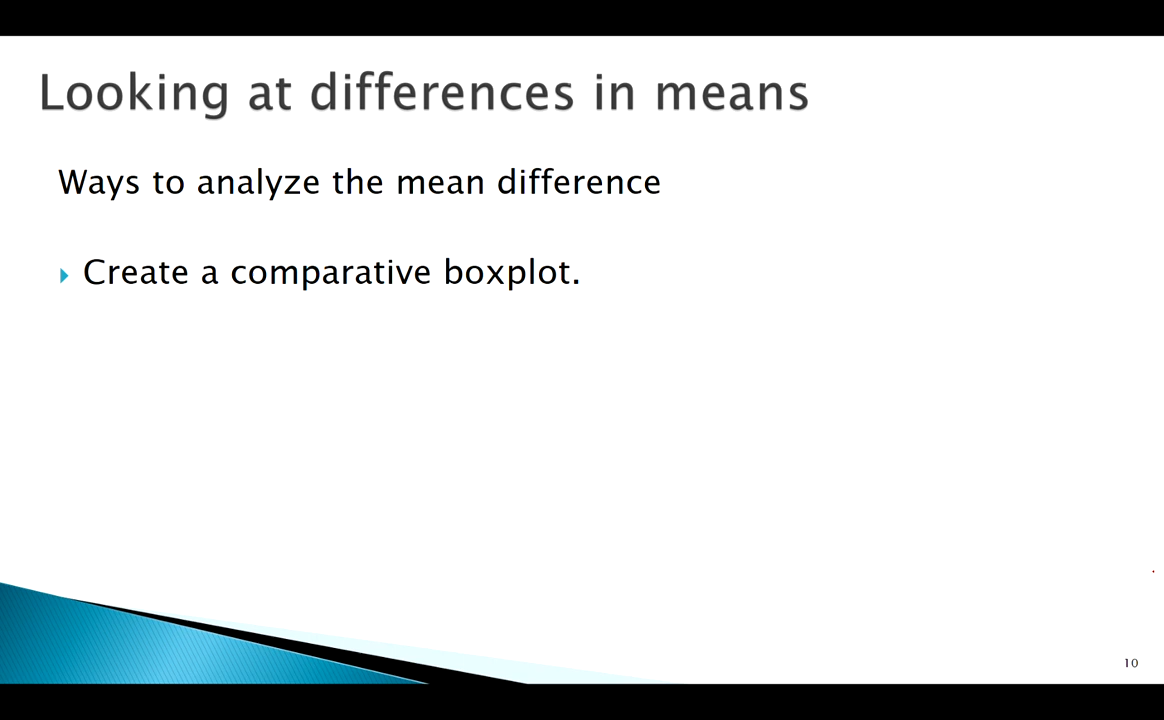 Looking at differences in means
Ways to analyze the mean difference
Create a comparative boxplot.
10